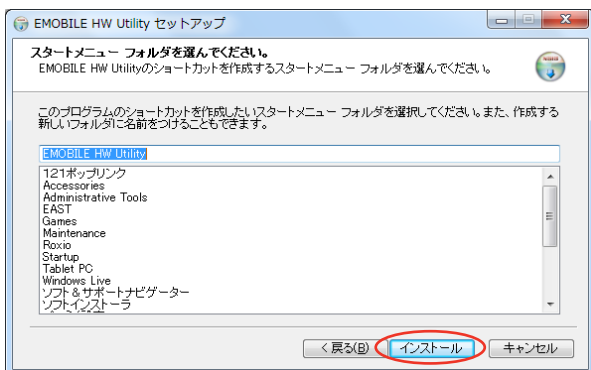 EMOBILE HW Utility セットアップ
スタートメニュー フォルダを選んでください。
EMOBILE HW Utilityのショートカットを作成するスタートメニュー フォルダを選んでください。
このプログラムのショートカットを作成したいスタートメニュー フォルダを選択してください。また、作成する
新しいフォルダに名前をつけることもできます。
EMOBILE HW Utility
121ポップリンク
Accessories
Administrative Tools
EAST
Games
Maintenance
Roxio
Startup
Tablet PC
Windows Live
ソフト&サポートナビゲーター
ソフトインストーラ
< 戻る(B)
インストール
キャンセル